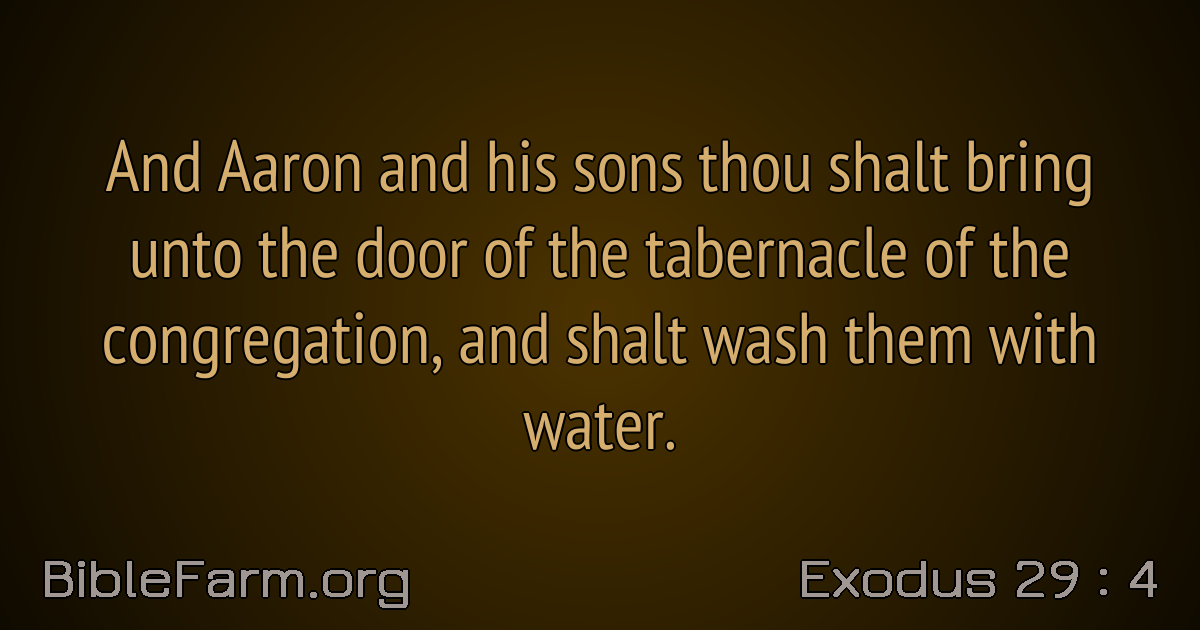 And Aaron and his sons thou shalt bring
unto the door of the tabernacle of the
congregation, and shalt wash them with
water.
BibleFarm.org
Exodus 29 : 4